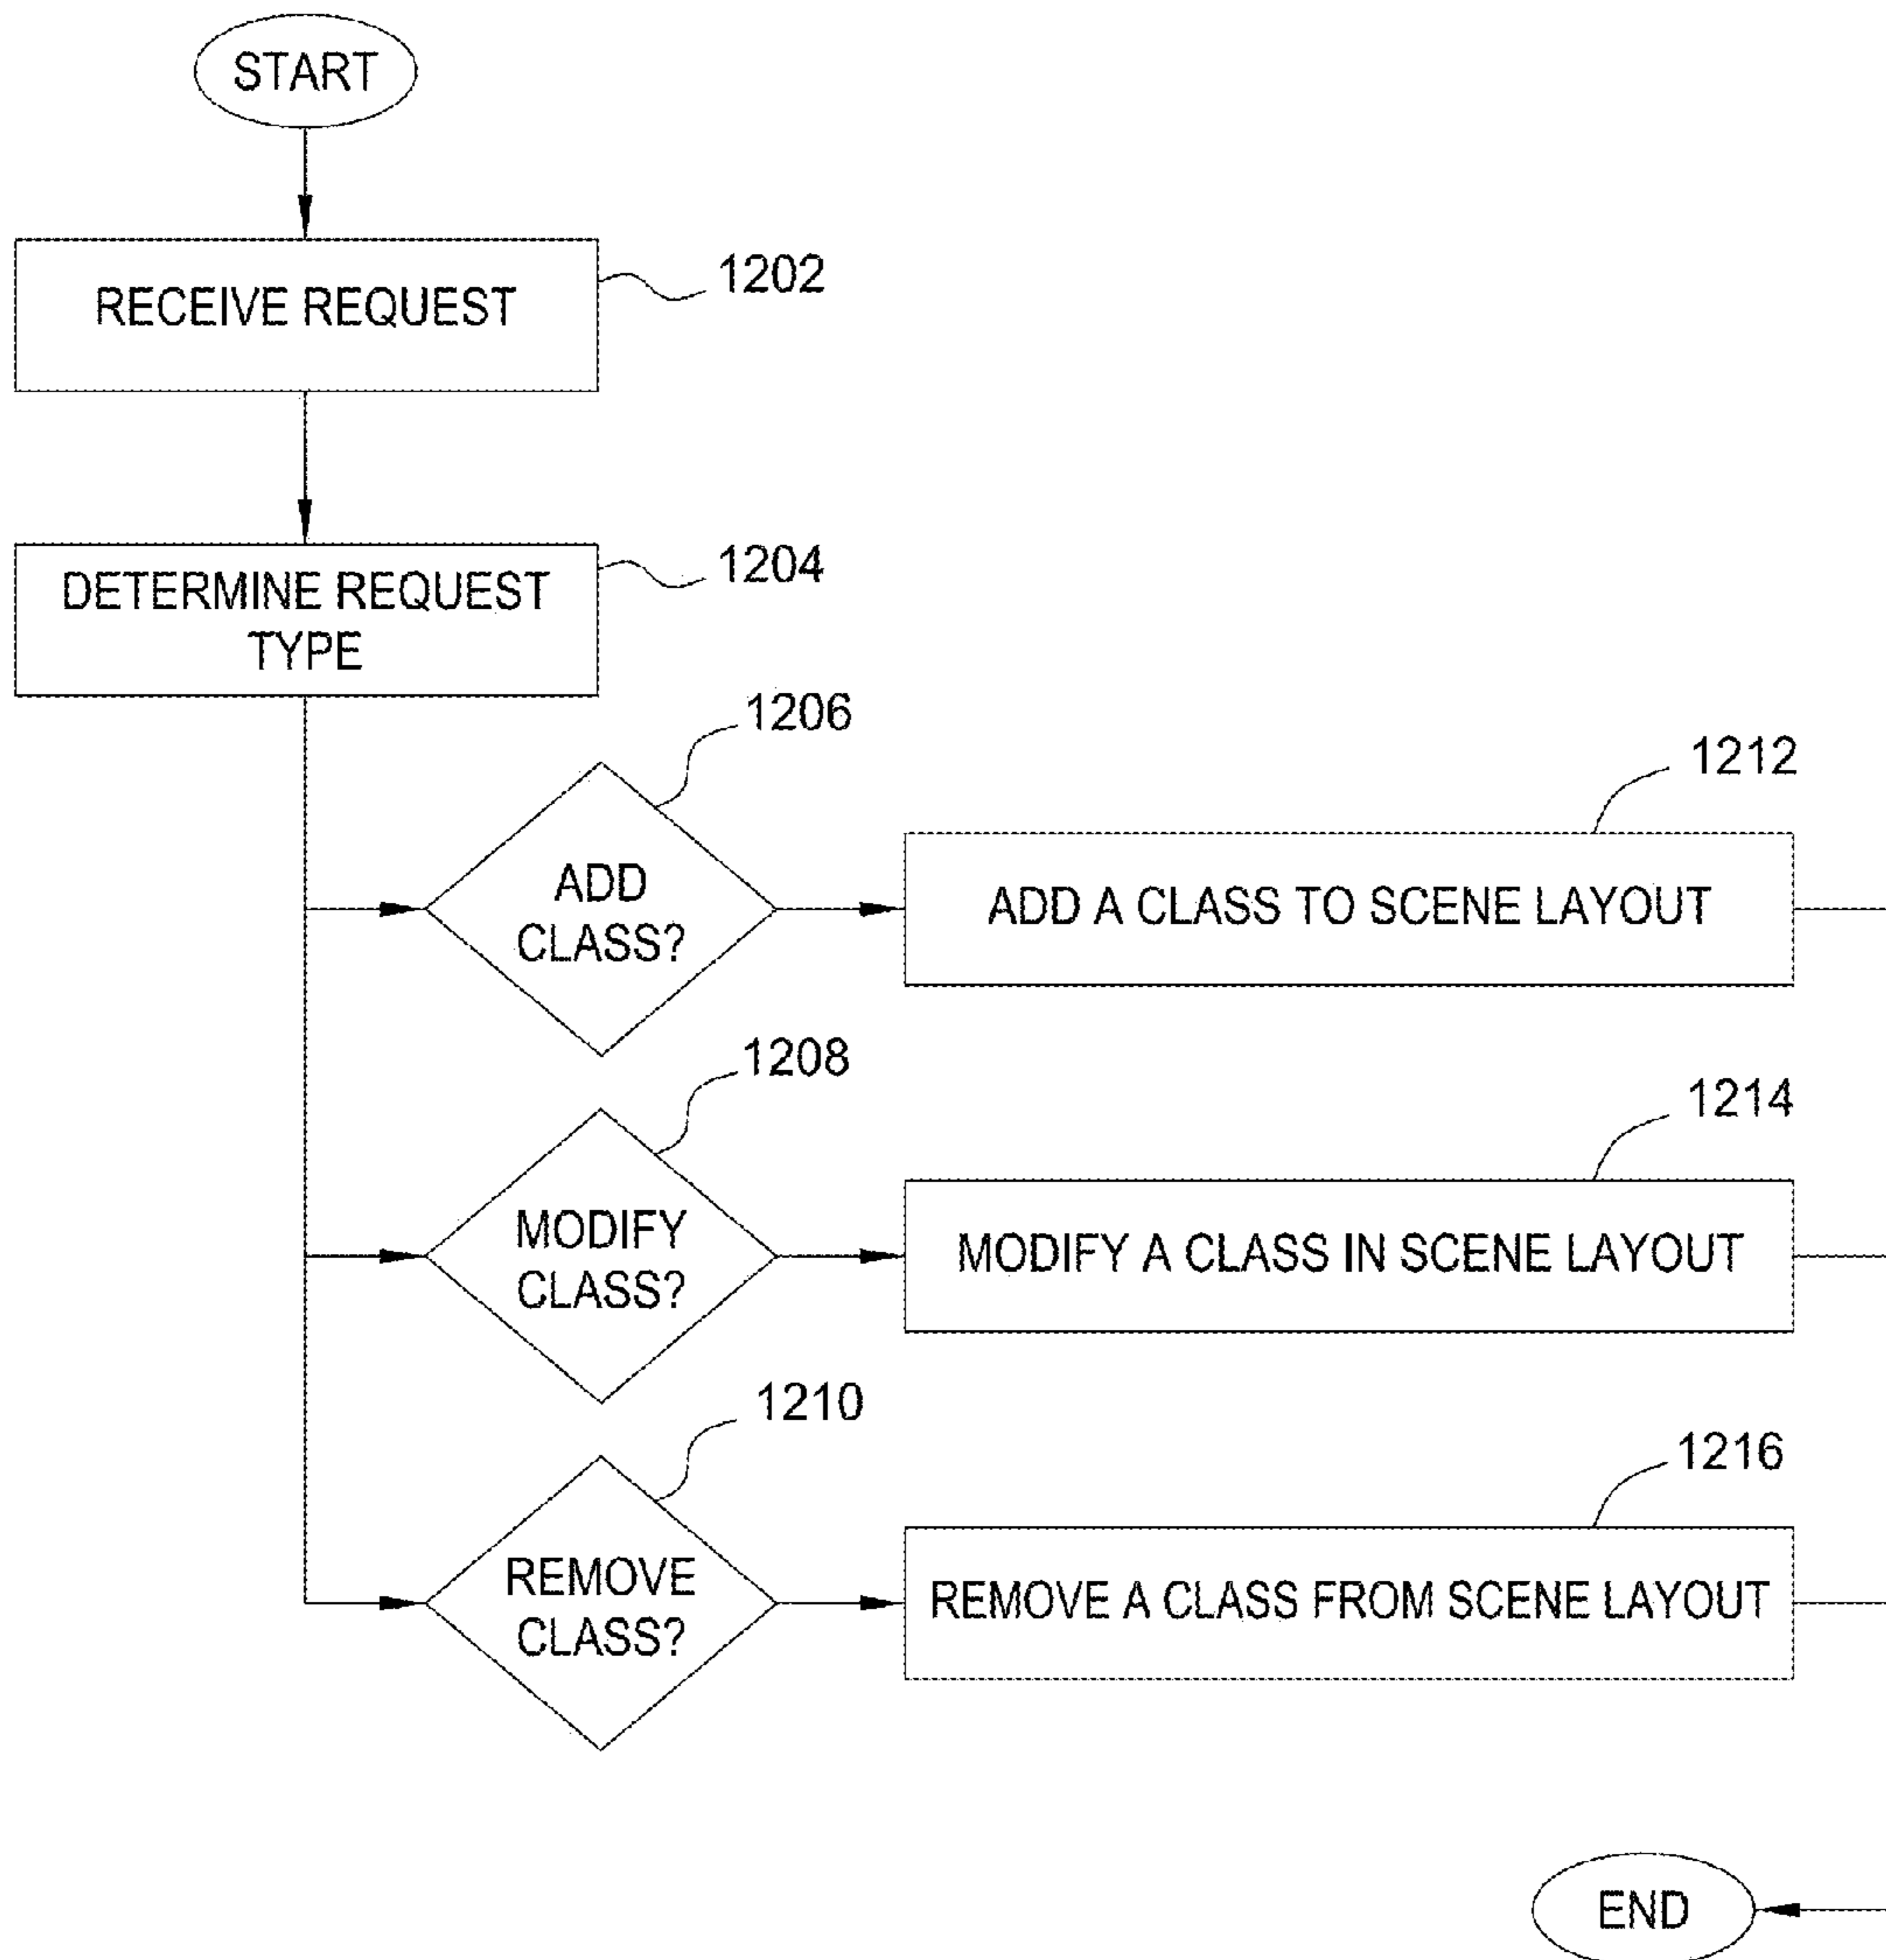 START
RECEIVE REQUEST
1202
DETERMINE REQUEST
TYPE
1204
1206
ADD
CLASS?
1212
ADD A CLASS TO SCENE LAYOUT
1208
MODIFY
CLASS?
1214
MODIFY A CLASS IN SCENE LAYOUT
1210
REMOVE
CLASS?
1216
REMOVE A CLASS FROM SCENE LAYOUT
END